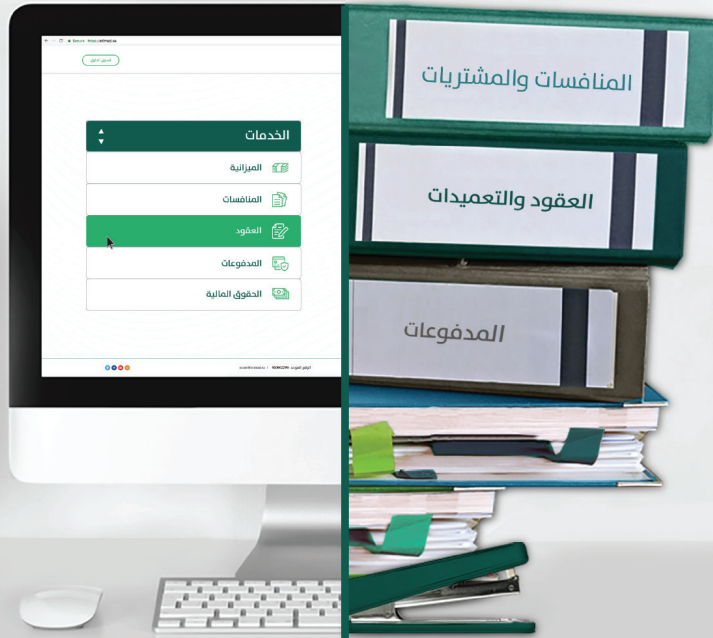 الخدمات
الميزانية
المنافسات
العقود
المدفوعات
الحقوق المالية
المنافسات والمشتريات
العقود والتعميدات
المدفوعات